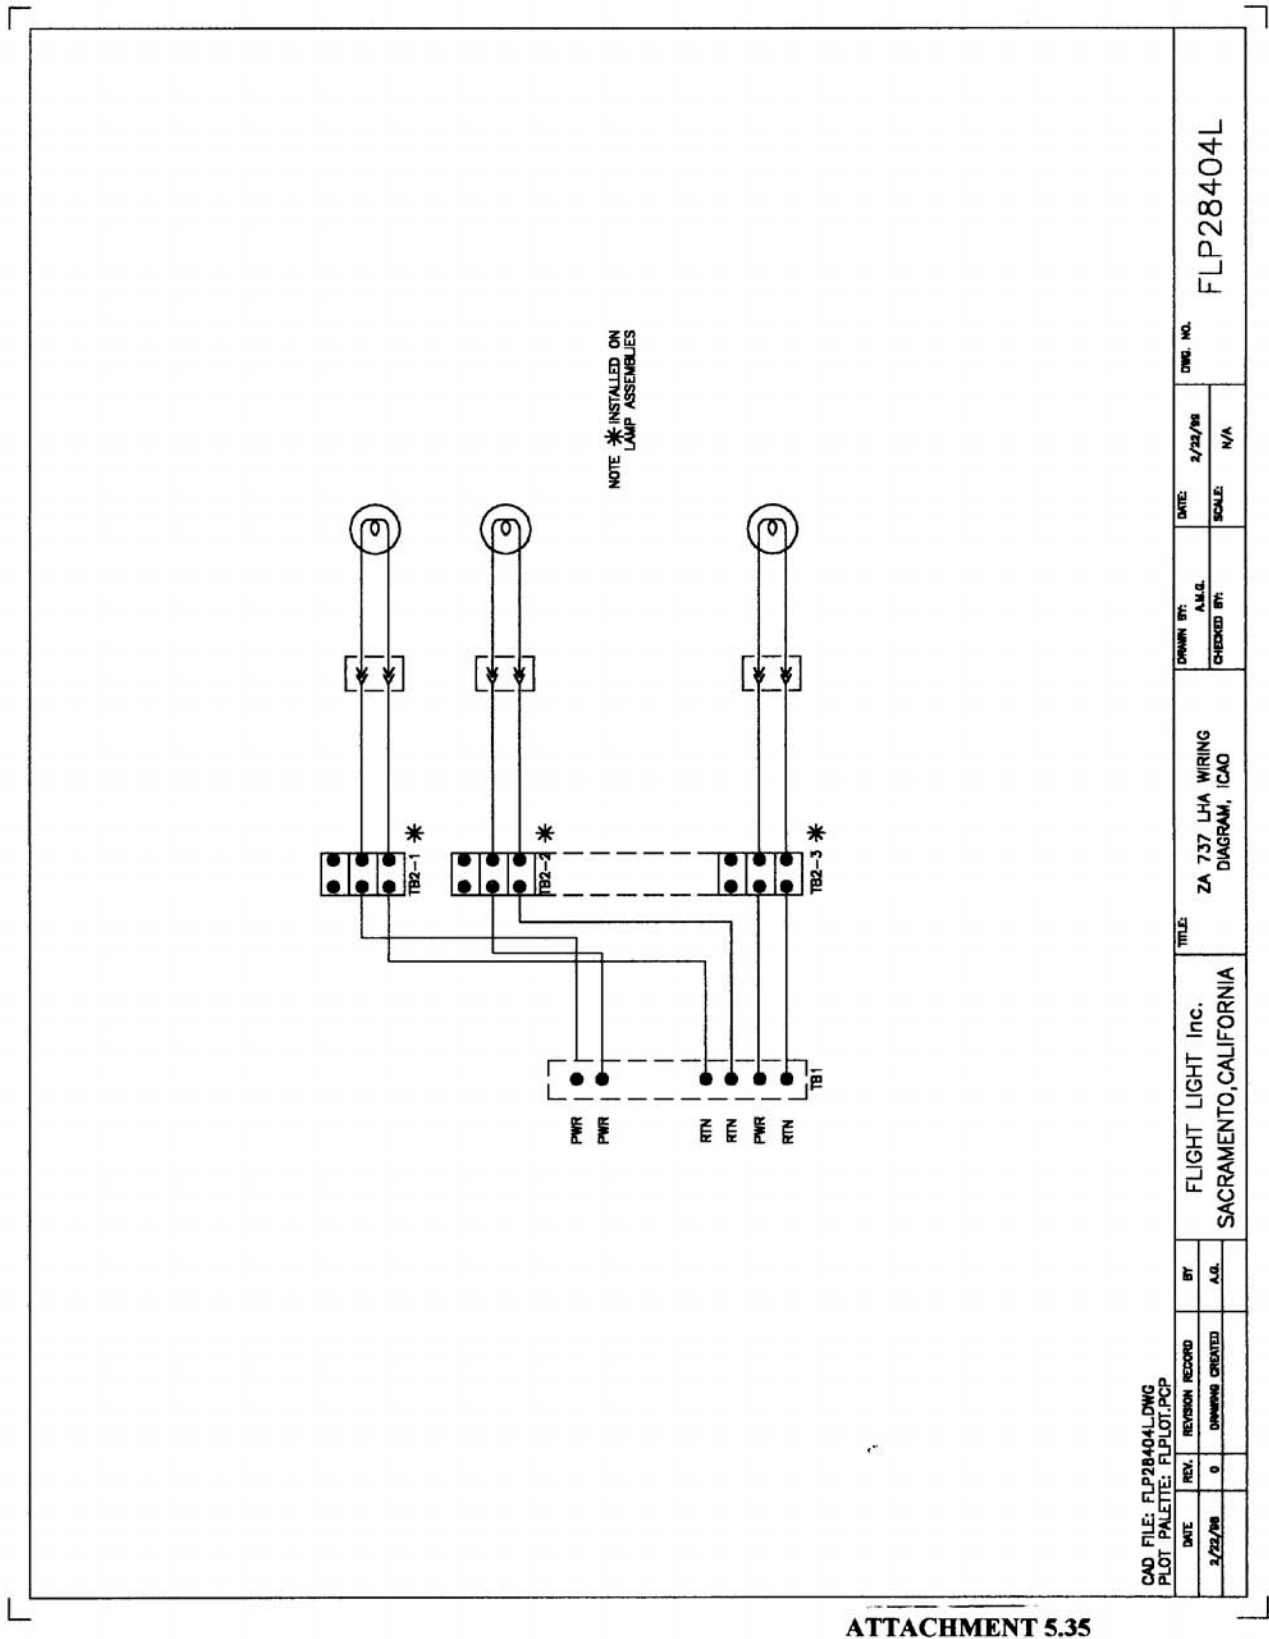 NOTE ✱ INSTALLED ON
LAMP ASSEMBLIES
TB2-1 ✱
TB2-2 ✱
TB2-3 ✱
PWR
PWR
RTN
RTN
PWR
RTN
TB1
CAD FILE: FLP28404L.DWG
PLOT PALETTE: FLPLOT.PCP
DATE REV. REVISION RECORD BY
2/22/98 0 DRAWING CREATED A.G.
FLIGHT LIGHT Inc.
SACRAMENTO,CALIFORNIA
TITLE:
ZA 737 LHA WIRING
DIAGRAM, ICAO
DRAWN BY:
A.M.G.
CHECKED BY:
DATE:
SCALE:
N/A
DWG. NO.
FLP28404L
ATTACHMENT 5.35